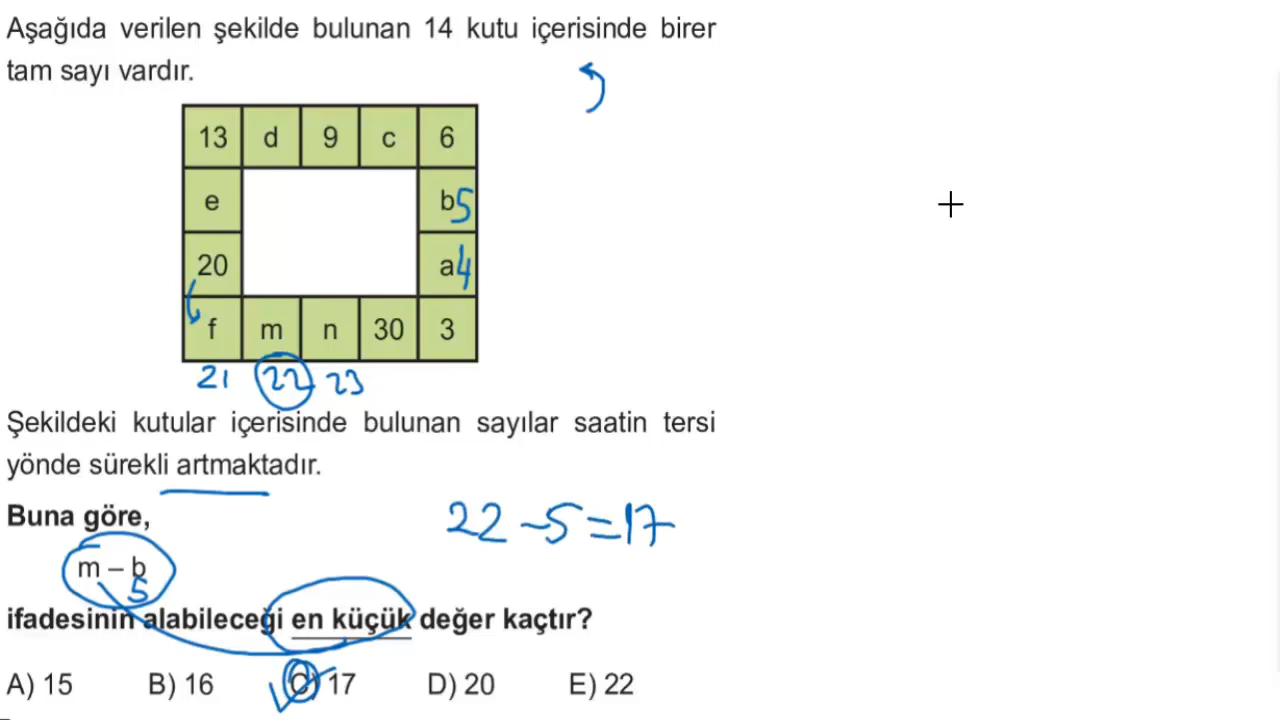 Aşağıda verilen şekilde bulunan 14 kutu içerisinde birer
tam sayı vardır.
13 d 9 c 6
e b 5
20 a 4
f m n 30 3
21 22 23
Şekildeki kutular içerisinde bulunan sayılar saatin tersi
yönde sürekli artmaktadır.
Buna göre,
22 - 5 = 17
m – b
5
ifadesinin alabileceği en küçük değer kaçtır?
A) 15 B) 16 C) 17 D) 20 E) 22